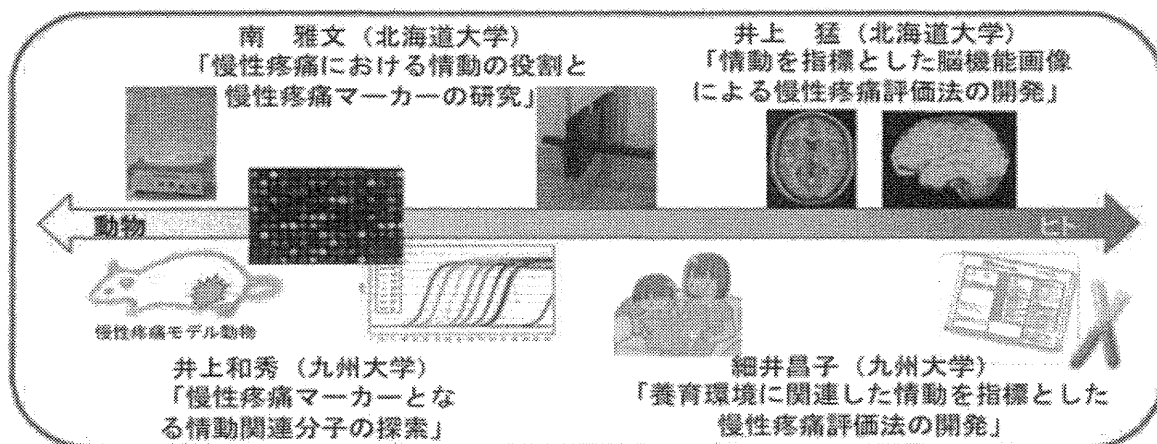 南 雅文（北海道大学）
「慢性疼痛における情動の役割と
慢性疼痛マーカーの研究」
井上 猛（北海道大学）
「情動を指標とした脳機能画像
による慢性疼痛評価法の開発」
動物
ヒト
慢性疼痛モデル動物
井上和秀（九州大学）
「慢性疼痛マーカーとな
る情動関連分子の探索」
細井昌子（九州大学）
「養育環境に関連した情動を指標とした
慢性疼痛評価法の開発」